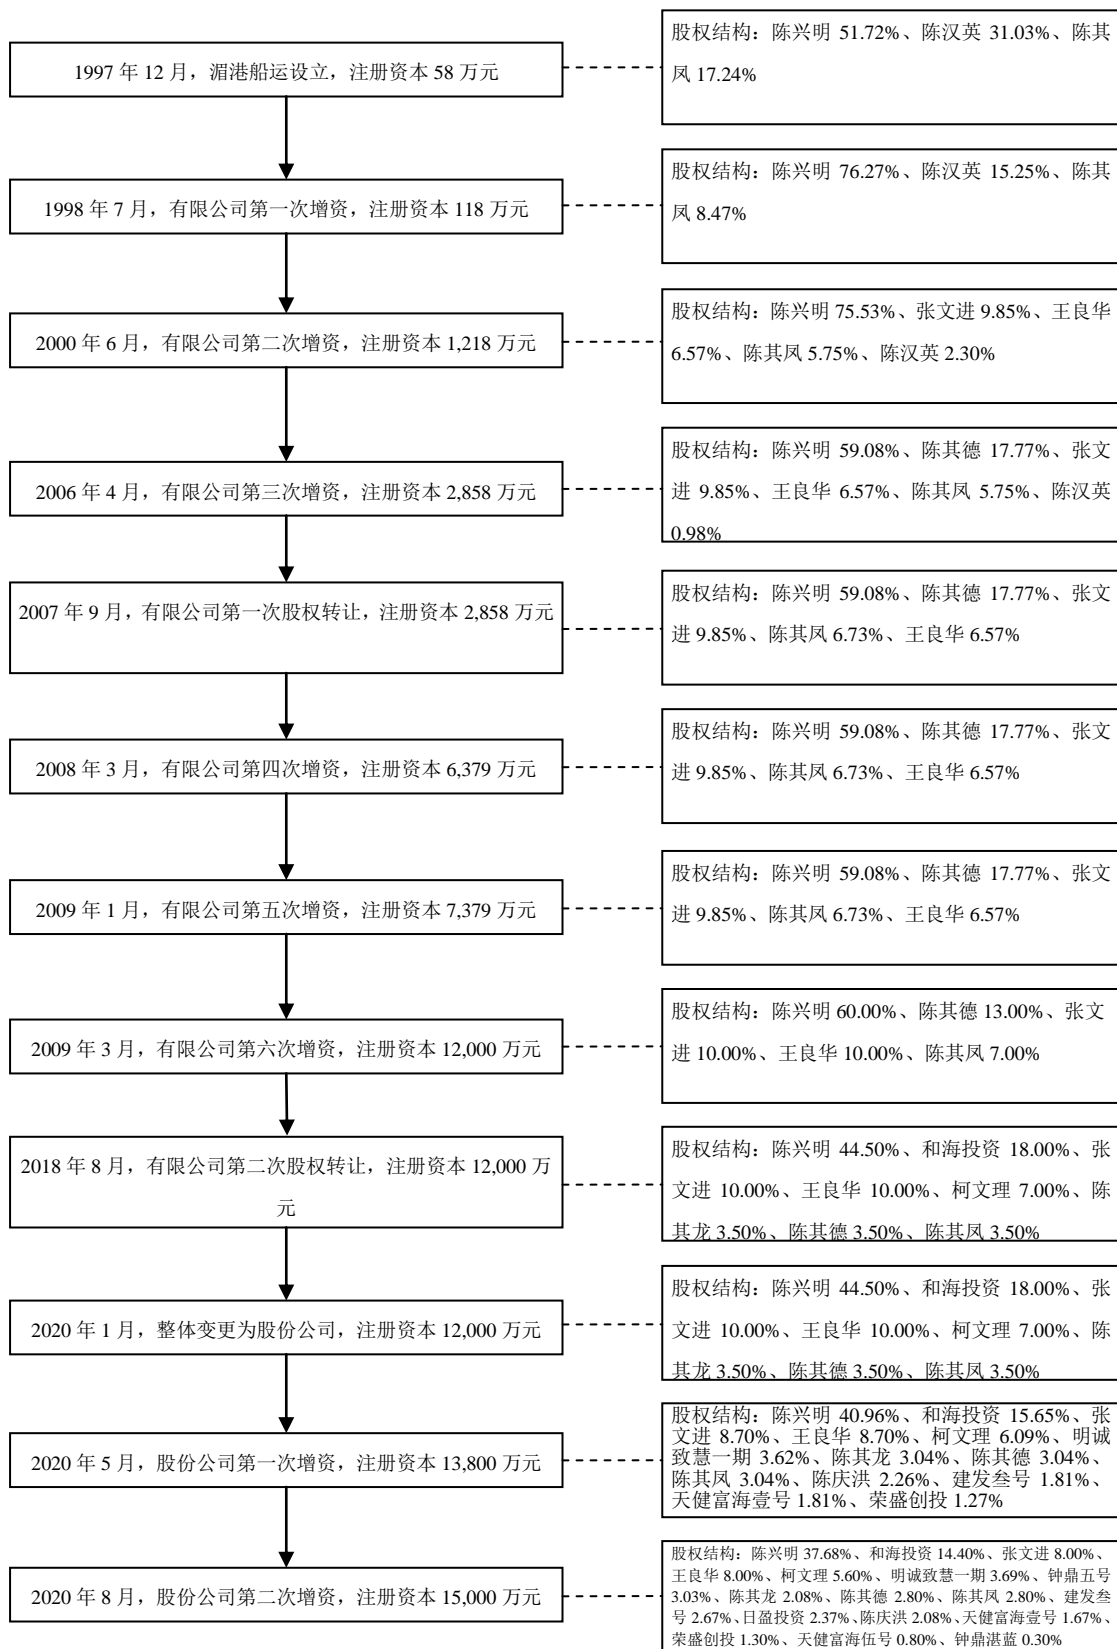 1997 年 12 月，湄港船运设立，注册资本 58 万元
股权结构：陈兴明 51.72%、陈汉英 31.03%、陈其
凤 17.24%
1998 年 7 月，有限公司第一次增资，注册资本 118 万元
股权结构：陈兴明 76.27%、陈汉英 15.25%、陈其
凤 8.47%
2000 年 6 月，有限公司第二次增资，注册资本 1,218 万元
股权结构：陈兴明 75.53%、张文进 9.85%、王良华
6.57%、陈其凤 5.75%、陈汉英 2.30%
2006 年 4 月，有限公司第三次增资，注册资本 2,858 万元
股权结构：陈兴明 59.08%、陈其德 17.77%、张文
进 9.85%、王良华 6.57%、陈其凤 5.75%、陈汉英
0.98%
2007 年 9 月，有限公司第一次股权转让，注册资本 2,858 万元
股权结构：陈兴明 59.08%、陈其德 17.77%、张文
进 9.85%、陈其凤 6.73%、王良华 6.57%
2008 年 3 月，有限公司第四次增资，注册资本 6,379 万元
股权结构：陈兴明 59.08%、陈其德 17.77%、张文
进 9.85%、陈其凤 6.73%、王良华 6.57%
2009 年 1 月，有限公司第五次增资，注册资本 7,379 万元
股权结构：陈兴明 59.08%、陈其德 17.77%、张文
进 9.85%、陈其凤 6.73%、王良华 6.57%
2009 年 3 月，有限公司第六次增资，注册资本 12,000 万元
股权结构：陈兴明 60.00%、陈其德 13.00%、张文
进 10.00%、王良华 10.00%、陈其凤 7.00%
2018 年 8 月，有限公司第二次股权转让，注册资本 12,000 万
元
股权结构：陈兴明 44.50%、和海投资 18.00%、张
文进 10.00%、王良华 10.00%、柯文理 7.00%、陈
其龙 3.50%、陈其德 3.50%、陈其凤 3.50%
2020 年 1 月，整体变更为股份公司，注册资本 12,000 万元
股权结构：陈兴明 44.50%、和海投资 18.00%、张
文进 10.00%、王良华 10.00%、柯文理 7.00%、陈
其龙 3.50%、陈其德 3.50%、陈其凤 3.50%
2020 年 5 月，股份公司第一次增资，注册资本 13,800 万元
股权结构：陈兴明 40.96%、和海投资 15.65%、张
文进 8.70%、王良华 8.70%、柯文理 6.09%、明诚
致慧一期 3.62%、陈其龙 3.04%、陈其德 3.04%、
陈其凤 3.04%、陈庆洪 2.26%、建发叁号 1.81%、
天健富海壹号 1.81%、荣盛创投 1.27%
2020 年 8 月，股份公司第二次增资，注册资本 15,000 万元
股权结构：陈兴明 37.68%、和海投资 14.40%、张文进 8.00%、
王良华 8.00%、柯文理 5.60%、明诚致慧一期 3.69%、钟鼎五号
3.03%、陈其龙 2.08%、陈其德 2.80%、陈其凤 2.80%、建发叁
号 2.67%、日盈投资 2.37%、陈庆洪 2.08%、天健富海壹号 1.67%、
荣盛创投 1.30%、天健富海伍号 0.80%、钟鼎湛蓝 0.30%